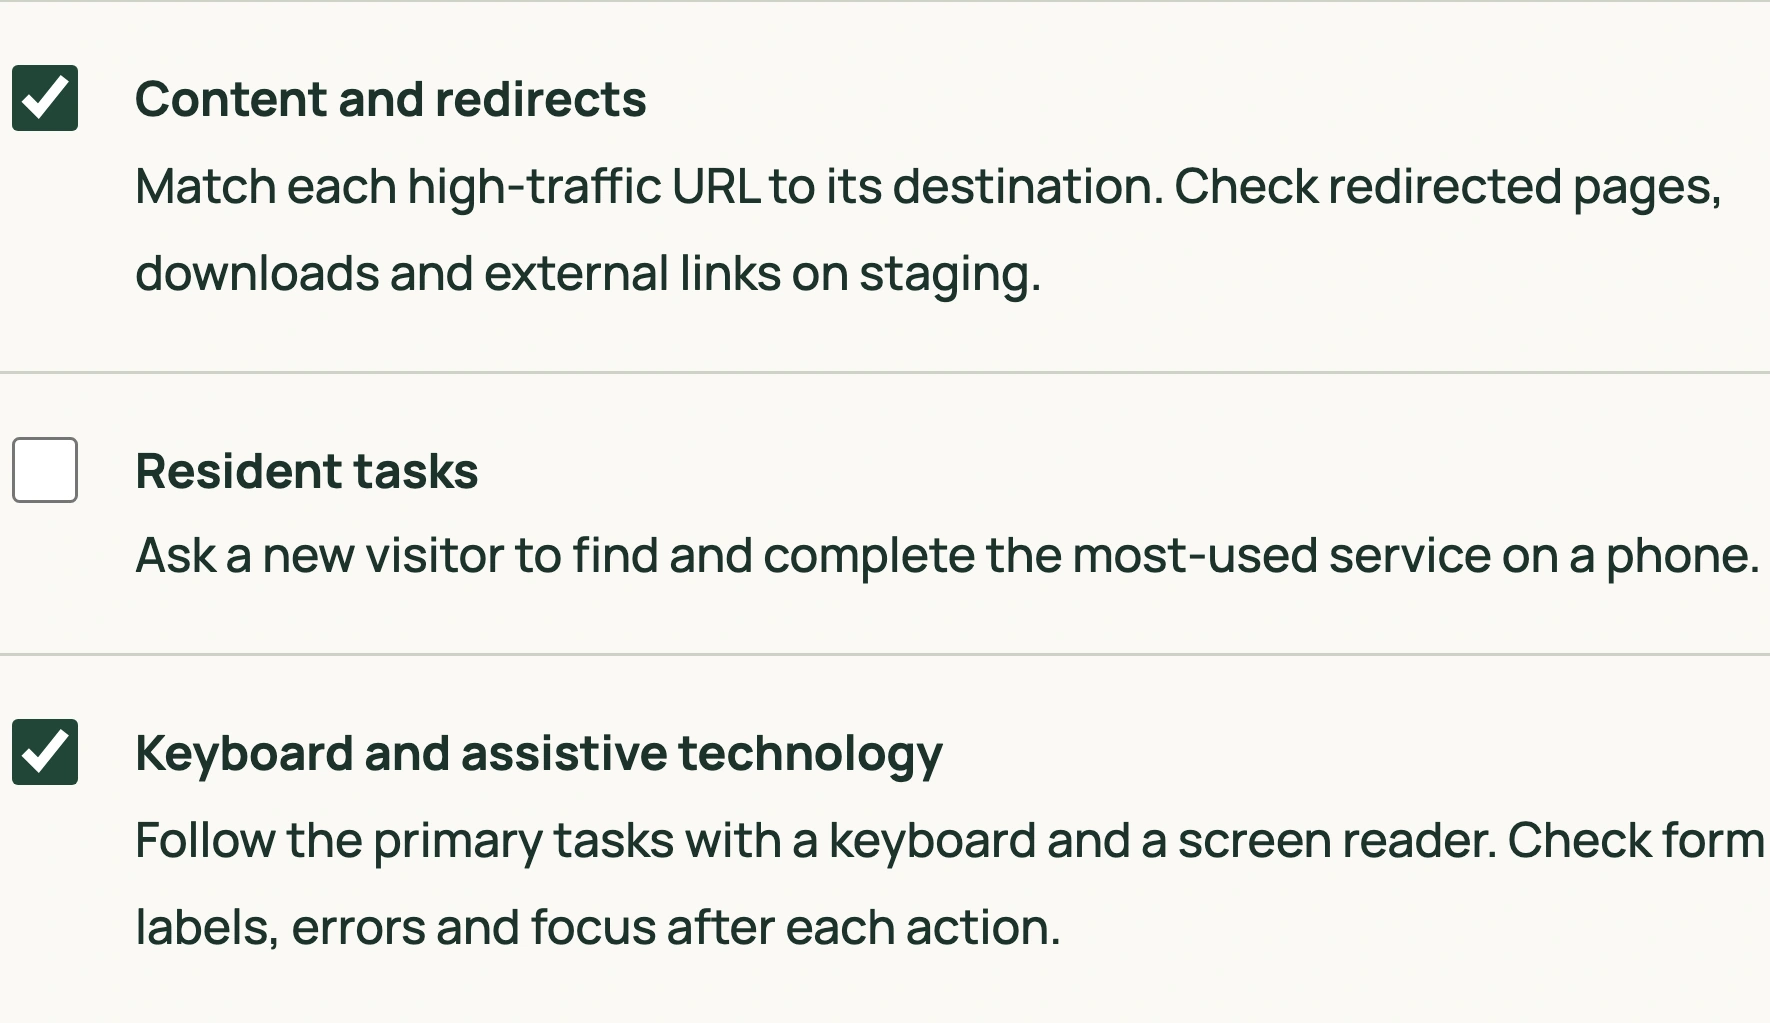 Content and redirects
Match each high-traffic URL to its destination. Check redirected pages,
downloads and external links on staging.
Resident tasks
Ask a new visitor to find and complete the most-used service on a phone.
Keyboard and assistive technology
Follow the primary tasks with a keyboard and a screen reader. Check form
labels, errors and focus after each action.